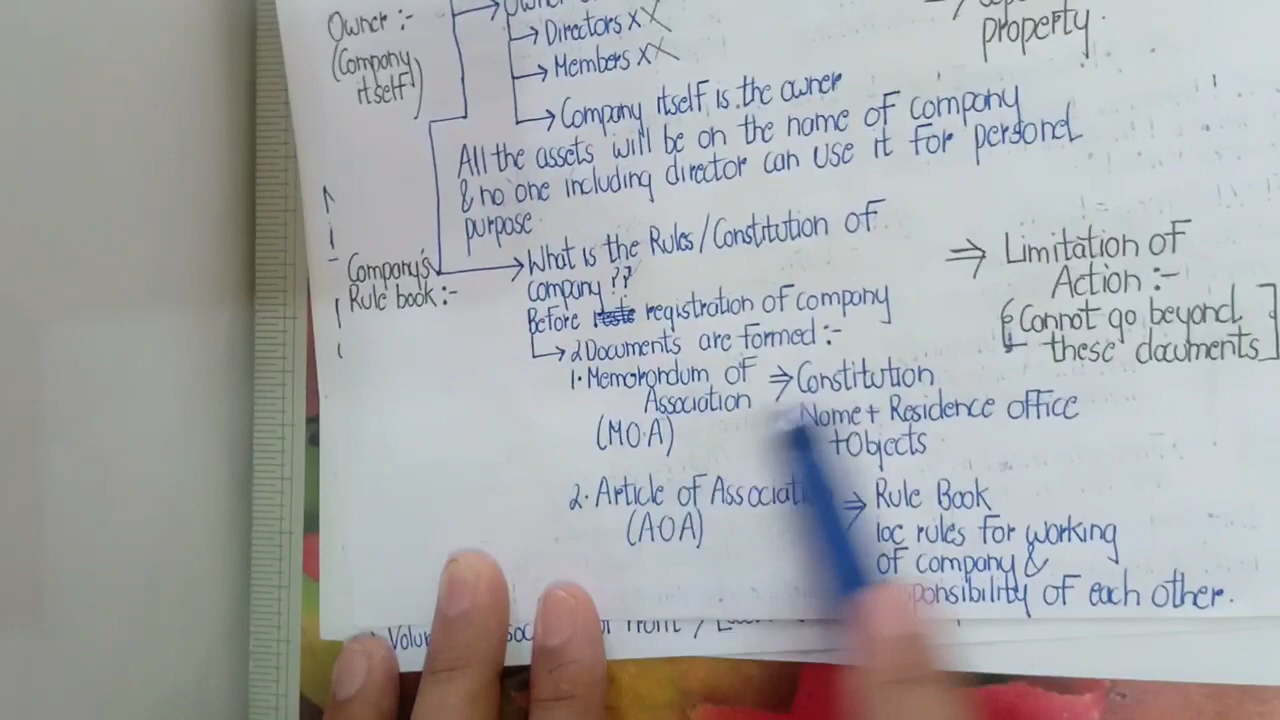 Owner :-
(Company
itself)
Directors xX
Members xX
Company itself is the owner
property.
All the assets will be on the name of company
& no one including director can use it for personal
purpose.
Company's
Rule book :-
What is the Rules/Constitution of
company ??
Before registration of company
2 Documents are formed :-
1. Memorandum of
Association
(M.O.A)
⇒ Constitution
Name + Residence office
+Objects
2. Article of
(AOA)
⇒ Rule Book
ioc rules for working
of company &
of each other.
⇒ Limitation of
Action :-
[Cannot go beyond
these documents]